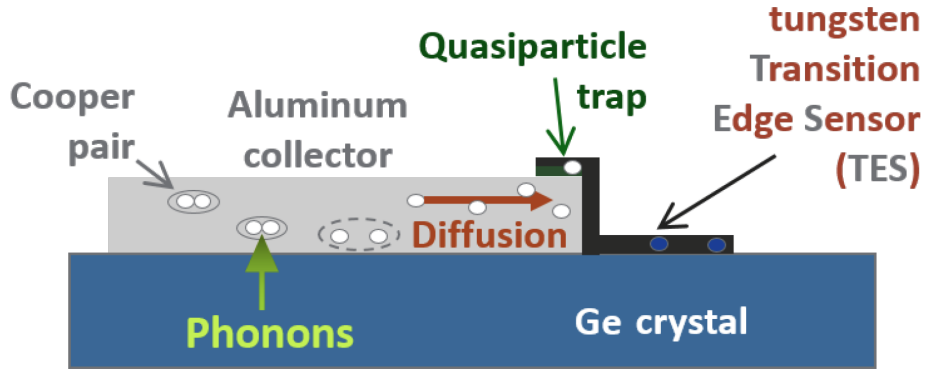 Cooper
pair
Aluminum
collector
Quasiparticle
trap
tungsten
Transition
Edge Sensor
(TES)
Diffusion
Phonons
Ge crystal